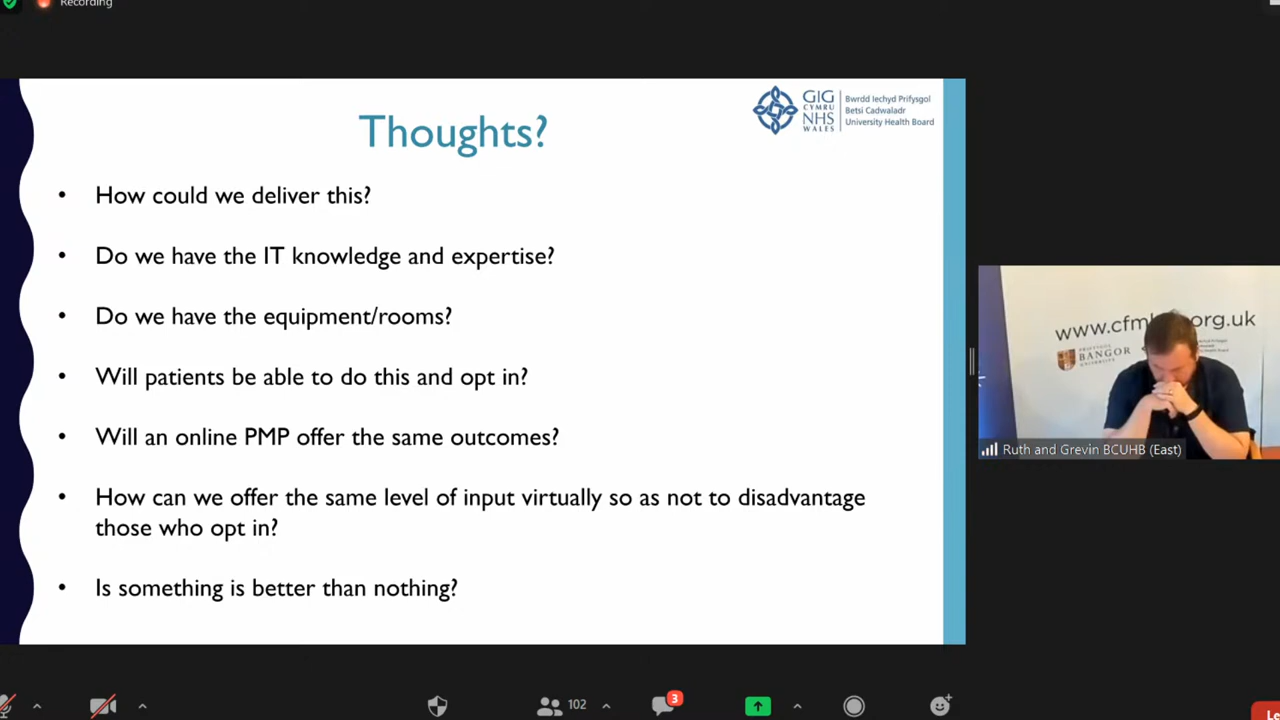 Recording
Thoughts?
GIG
CYMRU
NHS
WALES
Bwrdd Iechyd Prifysgol
Betsi Cadwaladr
University Health Board
• How could we deliver this?
• Do we have the IT knowledge and expertise?
• Do we have the equipment/rooms?
• Will patients be able to do this and opt in?
• Will an online PMP offer the same outcomes?
• How can we offer the same level of input virtually so as not to disadvantage
those who opt in?
• Is something is better than nothing?
PRIFYSGOL
BANGOR
UNIVERSITY
Ruth and Grevin BCUHB (East)
102
3